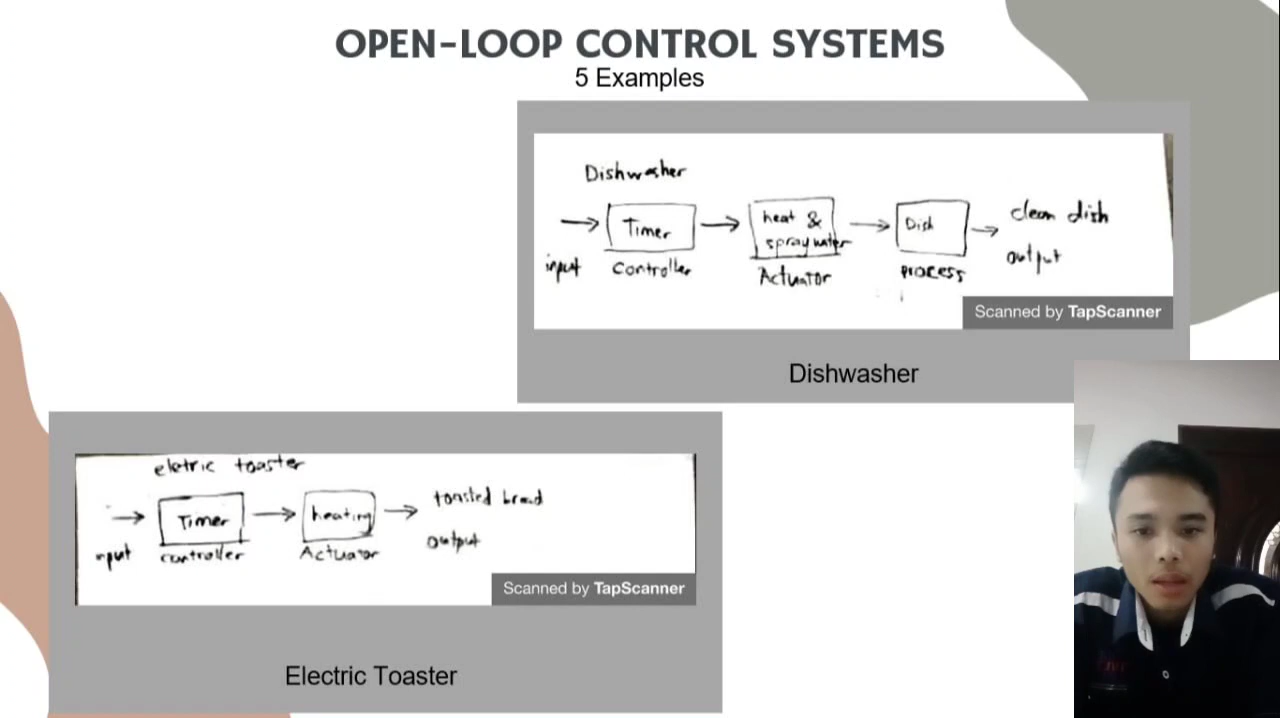 OPEN-LOOP CONTROL SYSTEMS
5 Examples
Dishwasher
Timer
heat &
spray water
Dish
clean dish
input
Controller
Actuator
process
output
Scanned by TapScanner
Dishwasher
eletric toaster
Timer
heating
toasted bread
input
controller
Actuator
output
Scanned by TapScanner
Electric Toaster